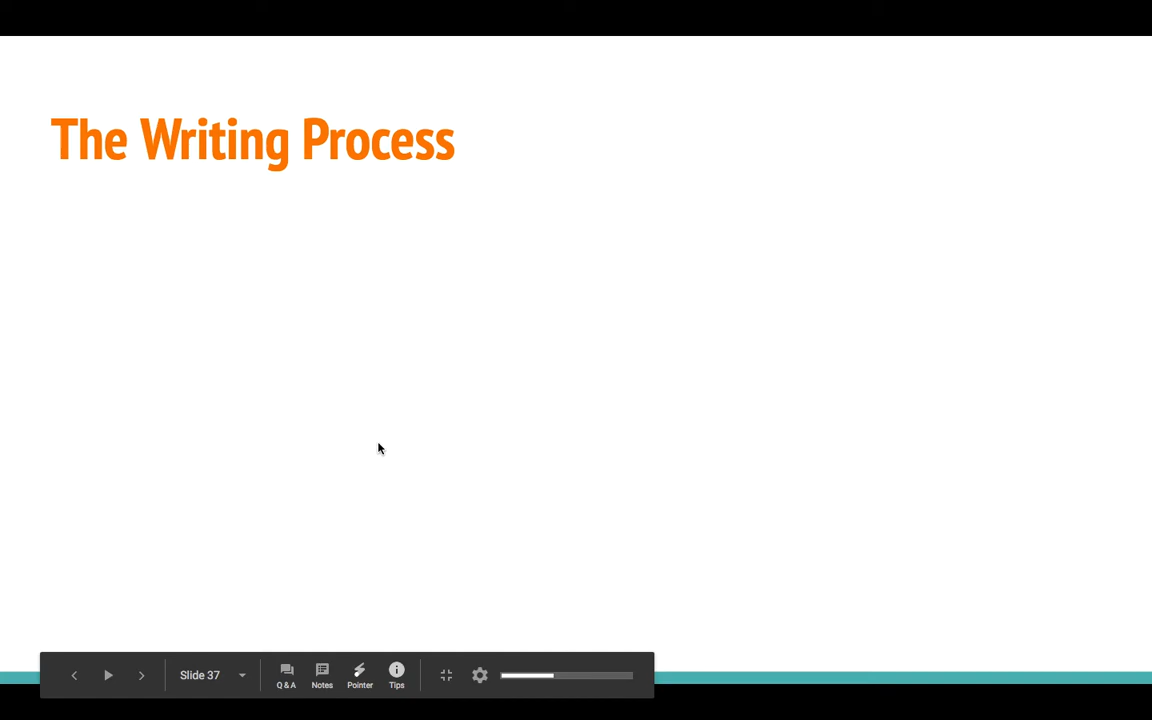 The Writing Process
Slide 37
Q & A
Notes
Pointer
Tips